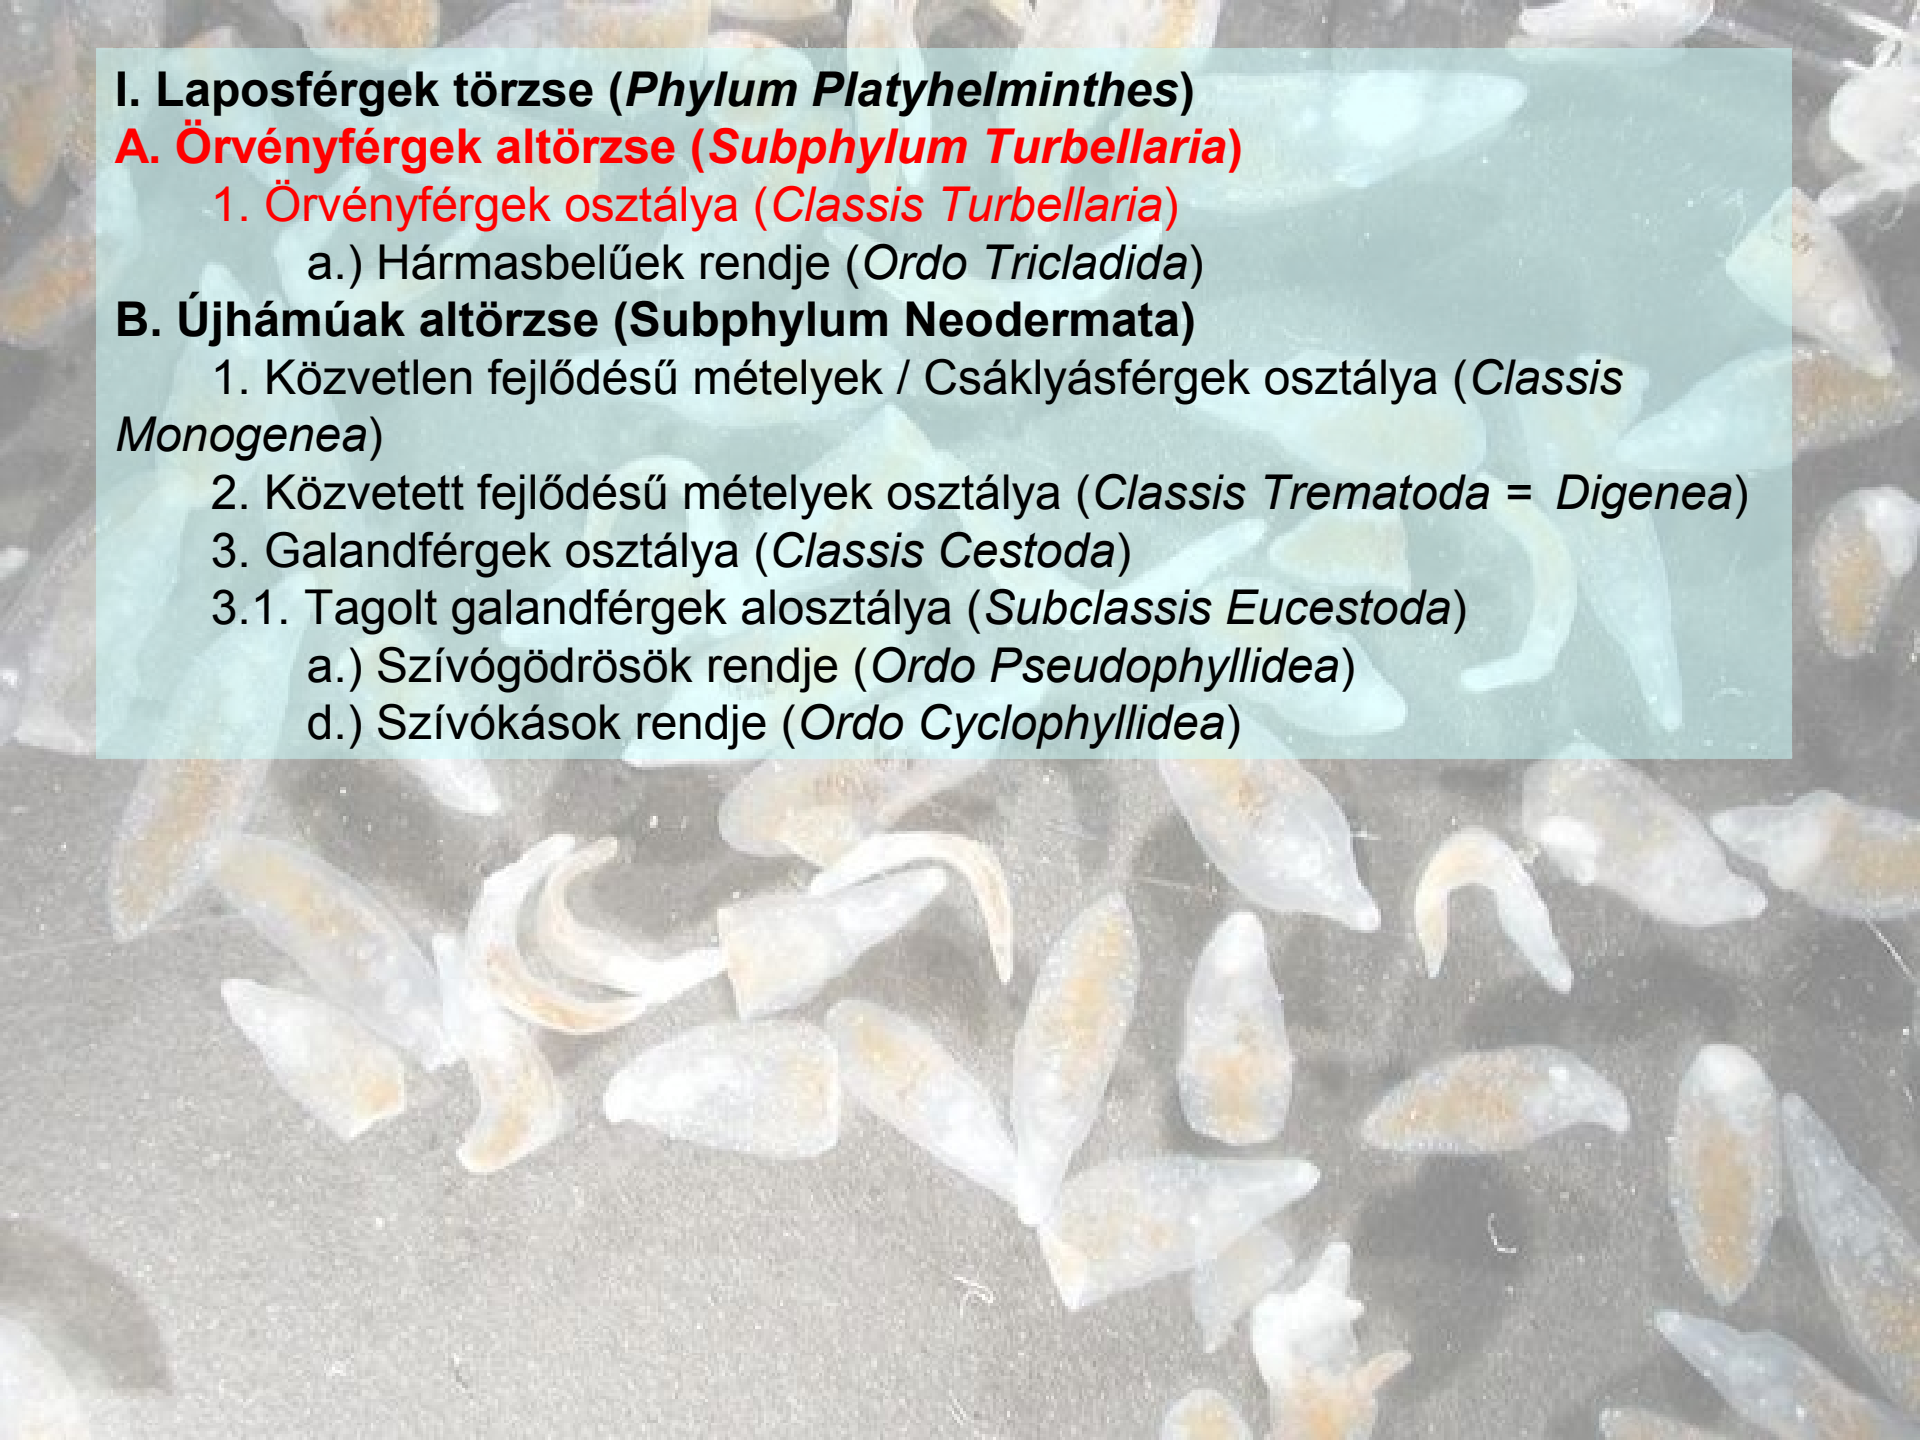 I. Laposférgek törzse (Phylum Platyhelminthes)
A. Örvényférgek altörzse (Subphylum Turbellaria)
1. Örvényférgek osztálya (Classis Turbellaria)
a.) Hármasbelűek rendje (Ordo Tricladida)
B. Újhámúak altörzse (Subphylum Neodermata)
1. Közvetlen fejlődésű mételyek / Csáklyásférgek osztálya (Classis
Monogenea)
2. Közvetett fejlődésű mételyek osztálya (Classis Trematoda = Digenea)
3. Galandférgek osztálya (Classis Cestoda)
3.1. Tagolt galandférgek alosztálya (Subclassis Eucestoda)
a.) Szívógödrösök rendje (Ordo Pseudophyllidea)
d.) Szívókások rendje (Ordo Cyclophyllidea)